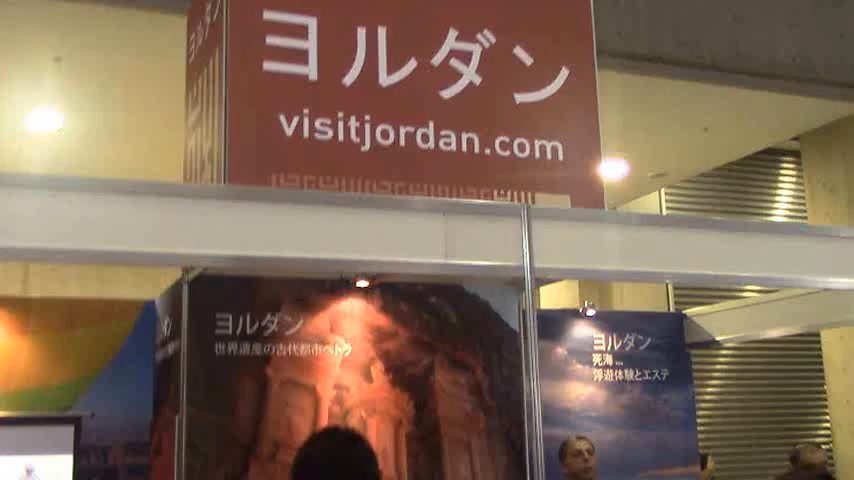 ヨルダン
visitjordan.com
ヨルダン
世界遺産の古代都市ペトラ
ヨルダン
死海...
浮遊体験とエステ